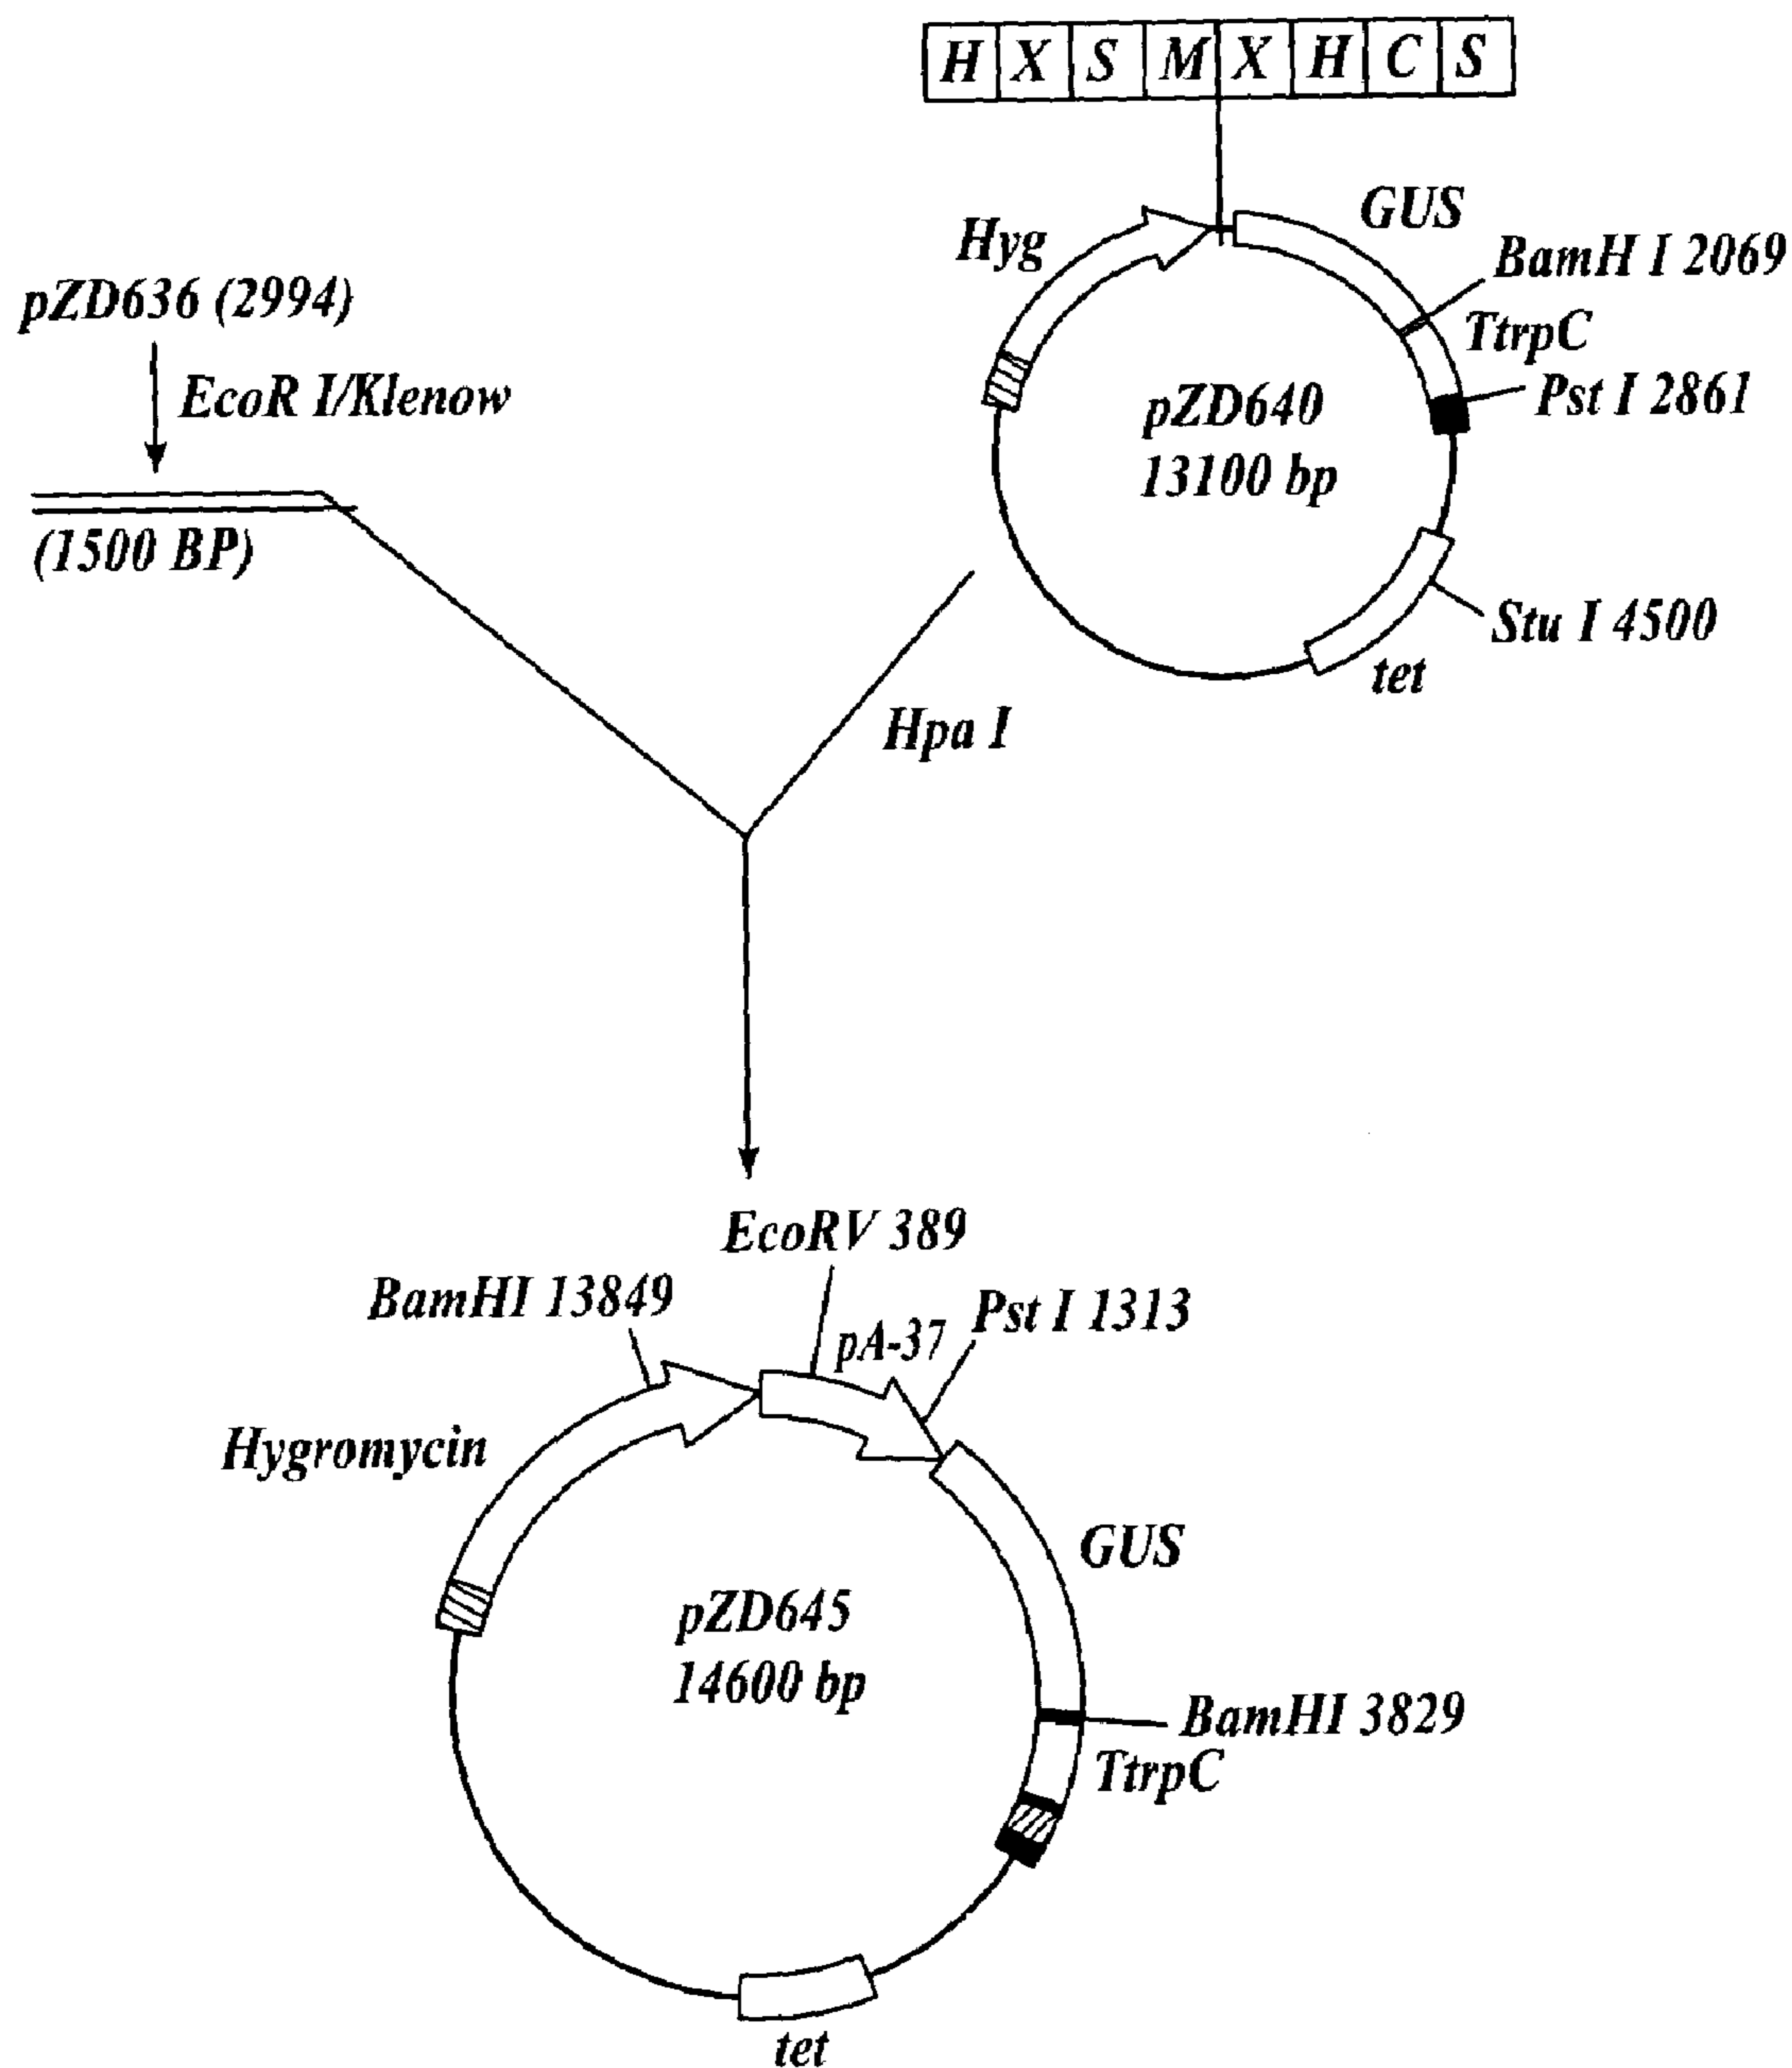 H X S M X H C S
GUS
Hyg
BamH I 2069
pZD636 (2994)
TtrpC
EcoR I/Klenow
Pst I 2861
pZD640
13100 bp
(1500 BP)
Stu I 4500
tet
Hpa I
EcoRV 389
BamHI 13849
Pst I 1313
pA-37
Hygromycin
GUS
pZD645
14600 bp
BamHI 3829
TtrpC
tet